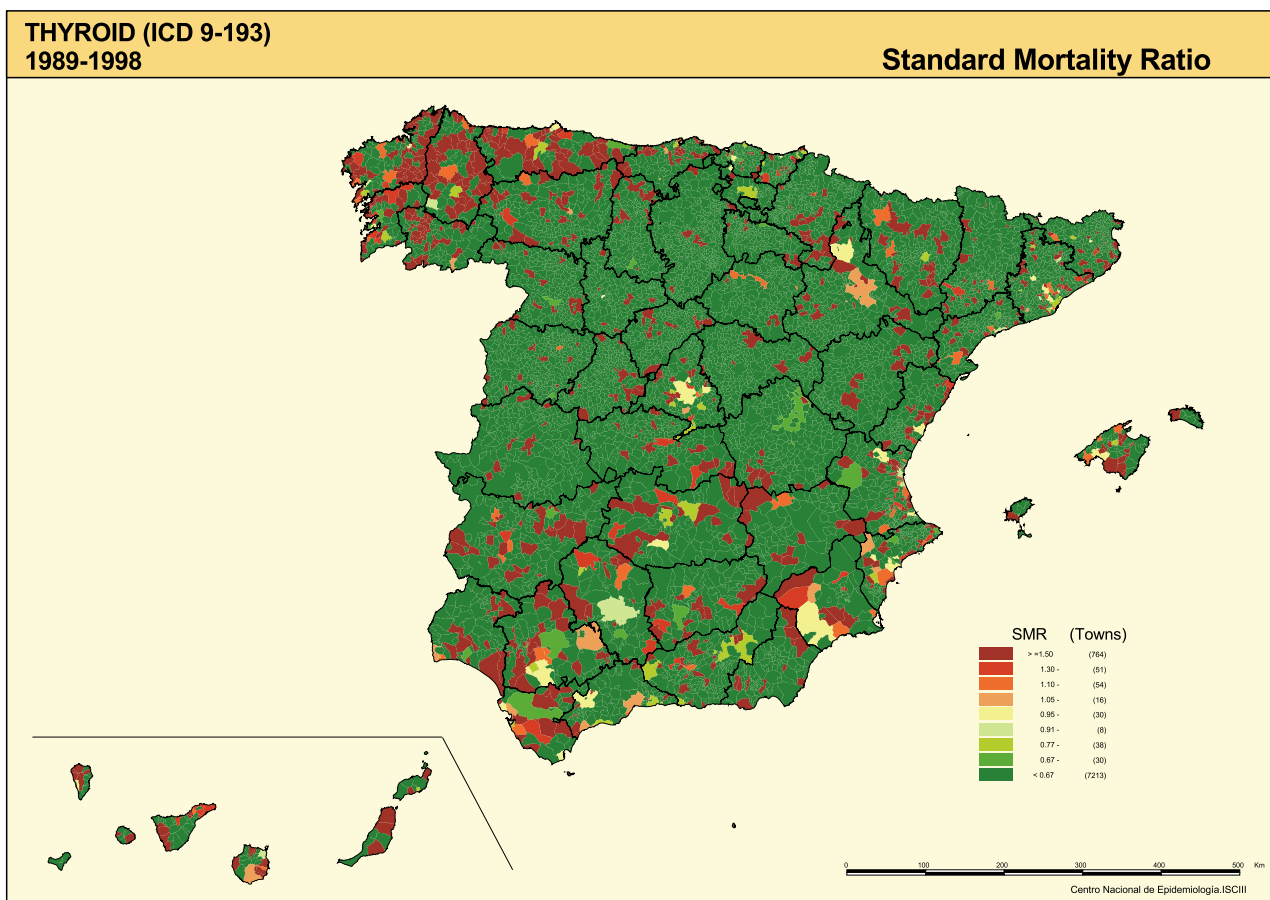 THYROID (ICD 9-193)
1989-1998
Standard Mortality Ratio
SMR (Towns)
> =1.50 (764)
1.30 - (51)
1.10 - (54)
1.05 - (16)
0.95 - (30)
0.91 - (8)
0.77 - (38)
0.67 - (30)
< 0.67 (7213)
0 100 200 300 400 500 Km
Centro Nacional de Epidemiología.ISCIII